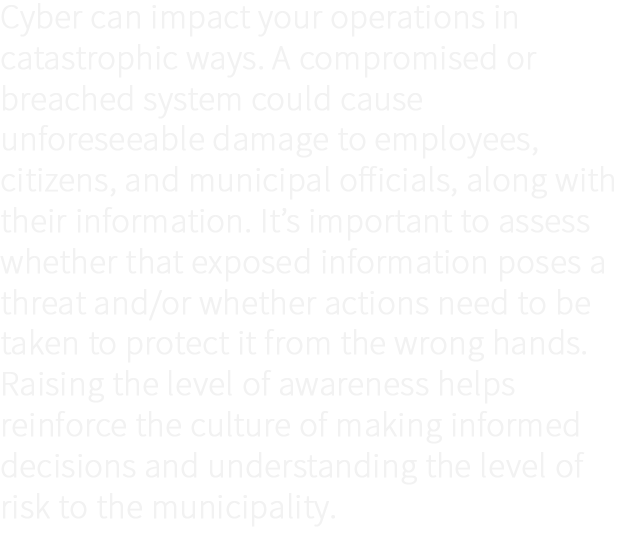 Cyber can impact your operations in
catastrophic ways. A compromised or
breached system could cause
unforeseeable damage to employees,
citizens, and municipal officials, along with
their information. It’s important to assess
whether that exposed information poses a
threat and/or whether actions need to be
taken to protect it from the wrong hands.
Raising the level of awareness helps
reinforce the culture of making informed
decisions and understanding the level of
risk to the municipality.